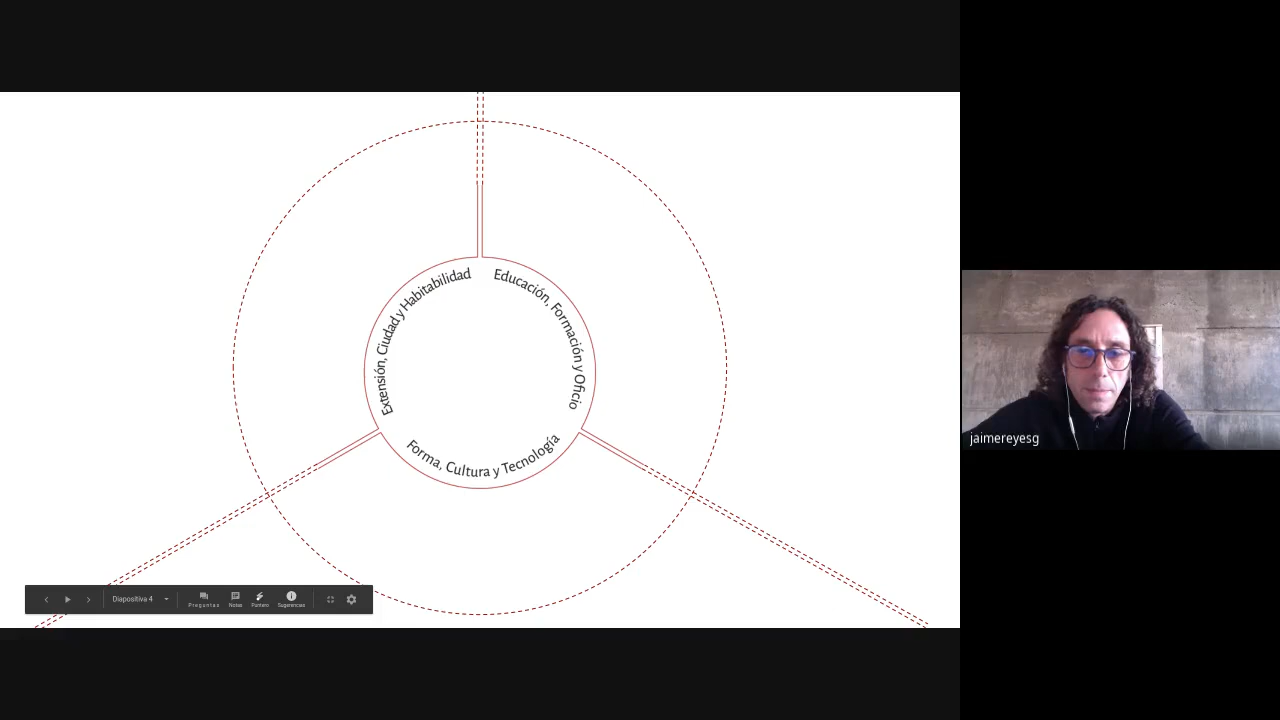 Extensión, Ciudad y Habitabilidad
Educación, Formación y Oficio
Forma, Cultura y Tecnología
Diapositiva 4
Preguntas
Notas
Puntero
Sugerencias
jaimereyesg